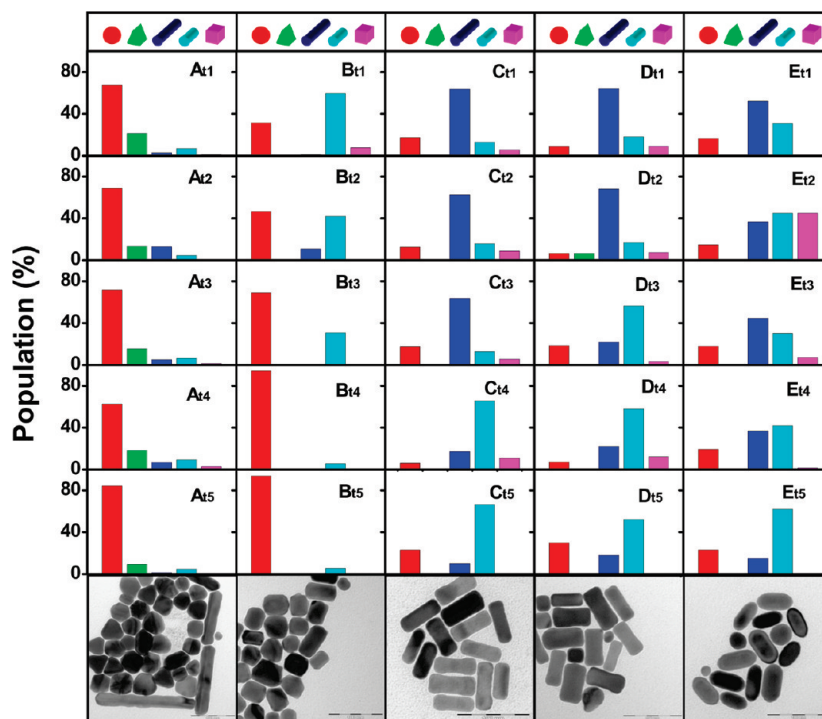 Population (%)
80
40
0
At1
Bt1
Ct1
Dt1
Et1
80
40
0
At2
Bt2
Ct2
Dt2
Et2
80
40
0
At3
Bt3
Ct3
Dt3
Et3
80
40
0
At4
Bt4
Ct4
Dt4
Et4
80
40
0
At5
Bt5
Ct5
Dt5
Et5